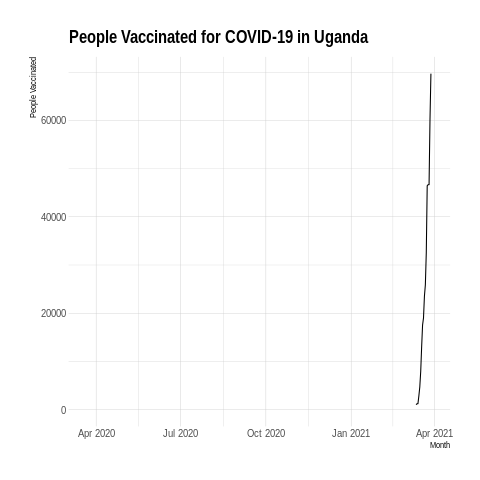 People Vaccinated for COVID-19 in Uganda
People Vaccinated
60000
40000
20000
0
Apr 2020 Jul 2020 Oct 2020 Jan 2021 Apr 2021
Month